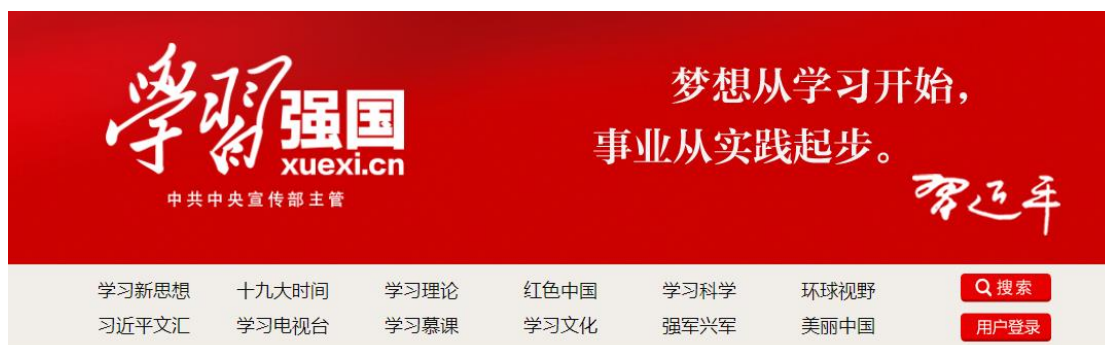 學習强国
xuexi.cn
中共中央宣传部主管
梦想从学习开始，
事业从实践起步。
习近平
学习新思想 十九大时间 学习理论 红色中国 学习科学 环球视野 搜索
习近平文汇 学习电视台 学习慕课 学习文化 强军兴军 美丽中国 用户登录